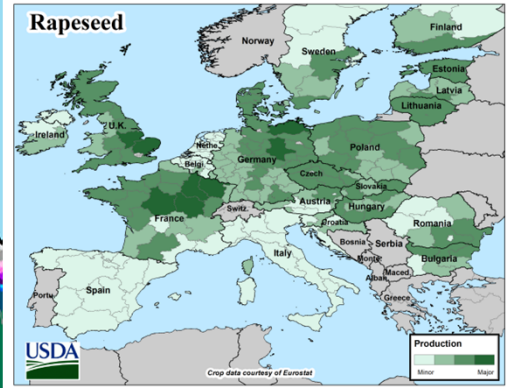 Rapeseed
Norway
Finland
Sweden
Estonia
Latvia
Lithuania
Ireland
U.K.
Nethe
Belgi
Germany
Poland
Czech
Slovakia
Austria
Hungary
Switz.
France
Croatia
Romania
Bosnia
Serbia
Italy
Monte
Bulgaria
Alban
Maced
Greece
Portu
Spain
Production
Minor Major
USDA
Crop data courtesy of Eurostat